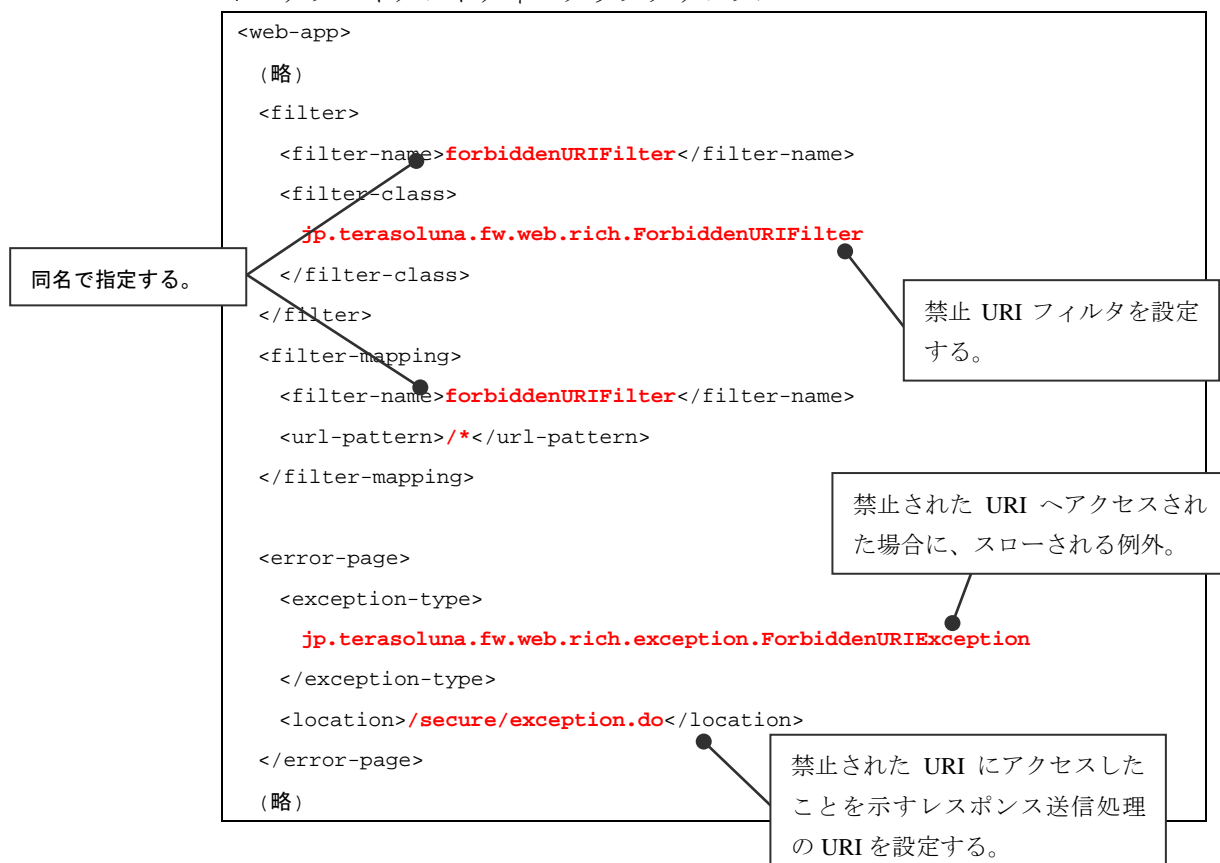 <web-app>
(略)
<filter>
<filter-name>forbiddenURIFilter</filter-name>
<filter-class>
jp.terasoluna.fw.web.rich.ForbiddenURIFilter
</filter-class>
</filter>
<filter-mapping>
<filter-name>forbiddenURIFilter</filter-name>
<url-pattern>/*</url-pattern>
</filter-mapping>
<error-page>
<exception-type>
jp.terasoluna.fw.web.rich.exception.ForbiddenURIException
</exception-type>
<location>/secure/exception.do</location>
</error-page>
(略)
同名で指定する。
禁止 URI フィルタを設定
する。
禁止された URI へアクセスされ
た場合に、スローされる例外。
禁止された URI にアクセスした
ことを示すレスポンス送信処理
の URI を設定する。